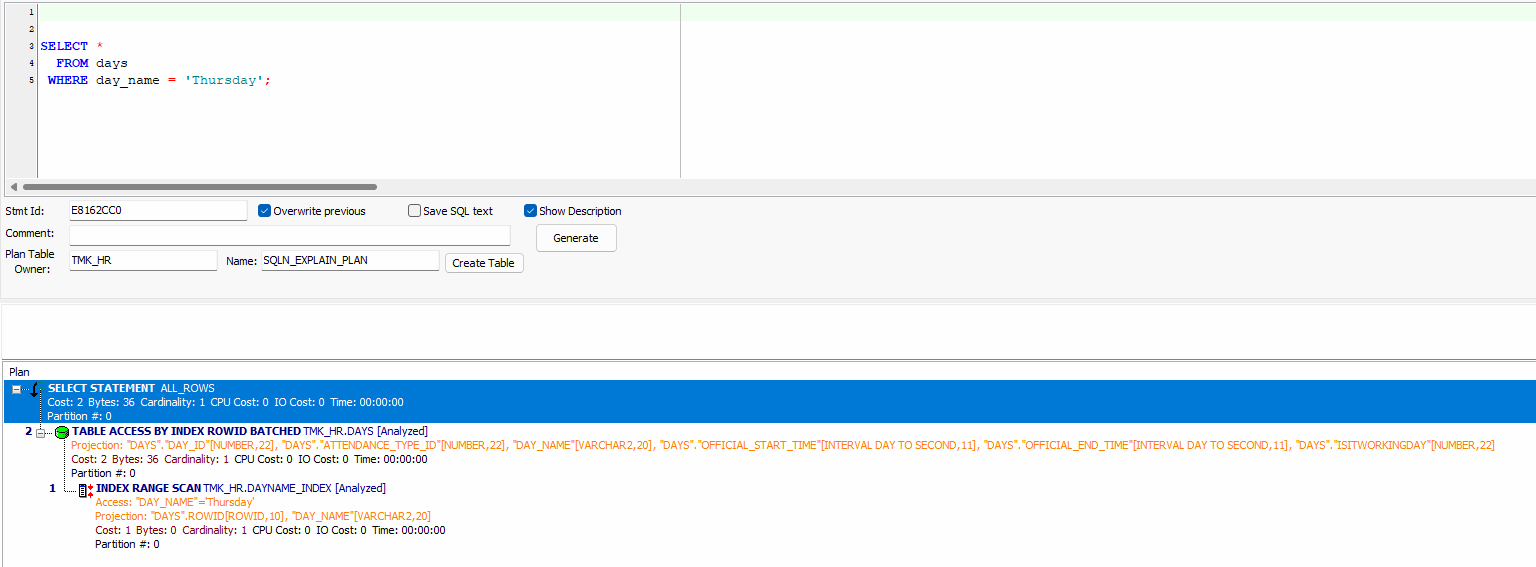 1
2
3 SELECT *
4 FROM days
5 WHERE day_name = 'Thursday';
Stmt Id: E8162CC0 Overwrite previous Save SQL text Show Description
Comment: Generate
Plan Table Owner: TMK_HR Name: SQLN_EXPLAIN_PLAN Create Table
Plan
SELECT STATEMENT ALL_ROWS
Cost: 2 Bytes: 36 Cardinality: 1 CPU Cost: 0 IO Cost: 0 Time: 00:00:00
Partition #: 0
2 TABLE ACCESS BY INDEX ROWID BATCHED TMK_HR.DAYS [Analyzed]
Projection: "DAYS"."DAY_ID"[NUMBER,22], "DAYS"."ATTENDANCE_TYPE_ID"[NUMBER,22], "DAY_NAME"[VARCHAR2,20], "DAYS"."OFFICIAL_START_TIME"[INTERVAL DAY TO SECOND,11], "DAYS"."OFFICIAL_END_TIME"[INTERVAL DAY TO SECOND,11], "DAYS"."ISITWORKINGDAY"[NUMBER,22]
Cost: 2 Bytes: 36 Cardinality: 1 CPU Cost: 0 IO Cost: 0 Time: 00:00:00
Partition #: 0
1 INDEX RANGE SCAN TMK_HR.DAYNAME_INDEX [Analyzed]
Access: "DAY_NAME"='Thursday'
Projection: "DAYS".ROWID[ROWID,10], "DAY_NAME"[VARCHAR2,20]
Cost: 1 Bytes: 0 Cardinality: 1 CPU Cost: 0 IO Cost: 0 Time: 00:00:00
Partition #: 0